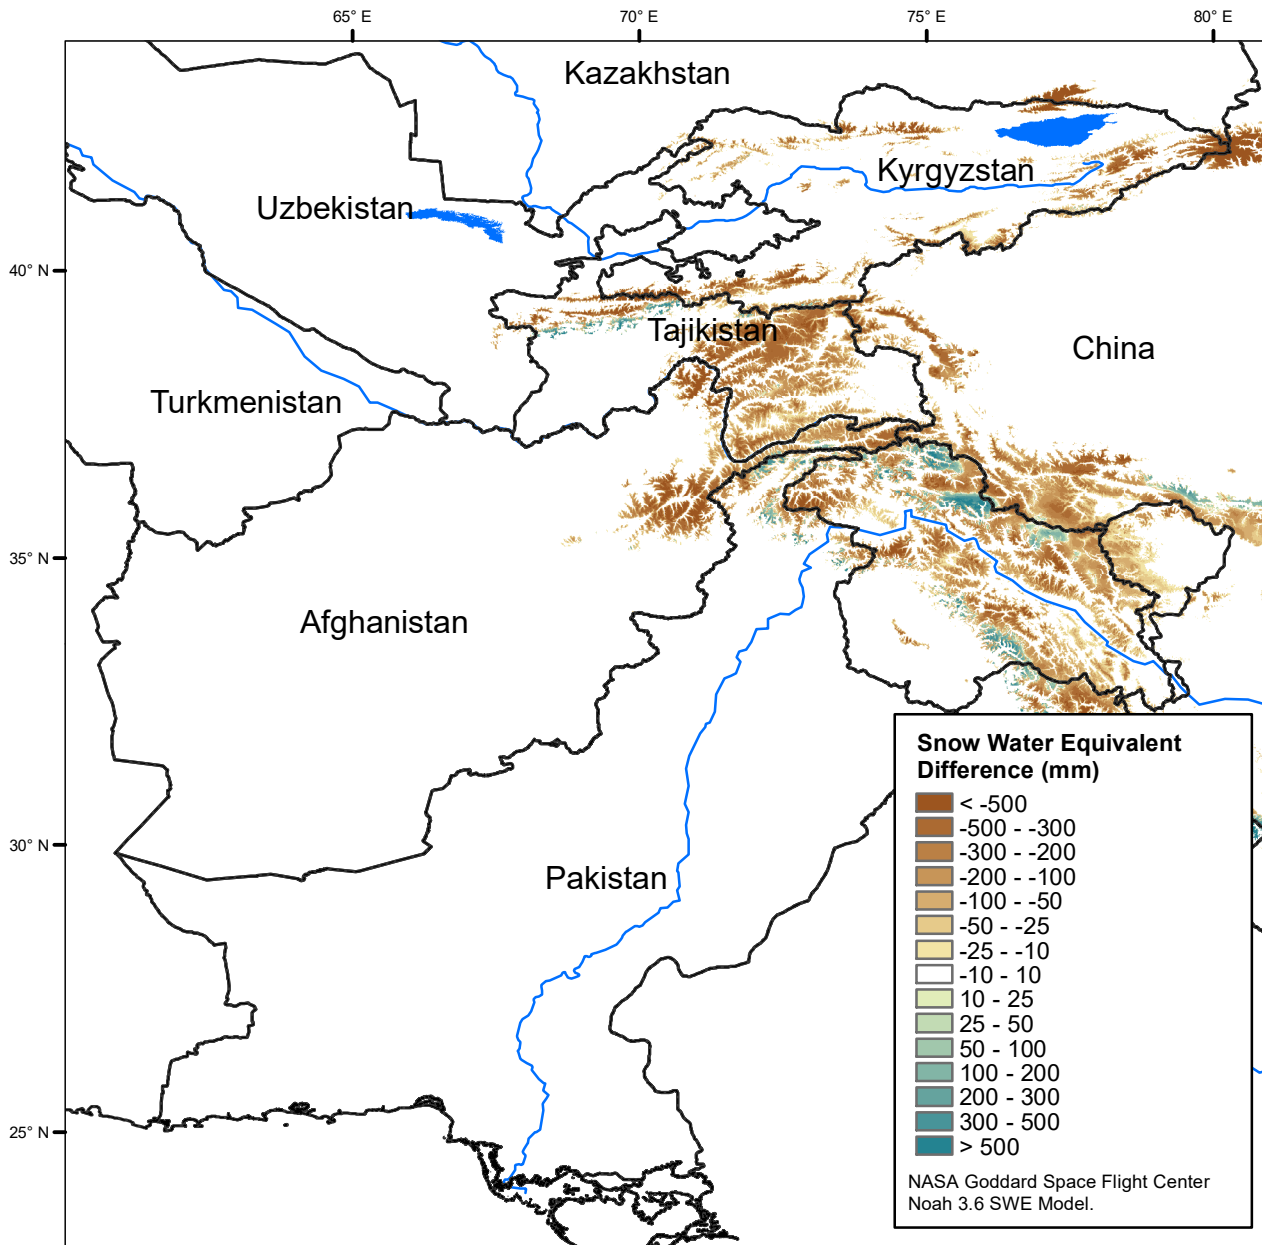 65° E
70° E
75° E
80° E
Kazakhstan
Kyrgyzstan
Uzbekistan
40° N
Tajikistan
China
Turkmenistan
35° N
Afghanistan
30° N
Pakistan
25° N
Snow Water Equivalent
Difference (mm)
< -500
-500 - -300
-300 - -200
-200 - -100
-100 - -50
-50 - -25
-25 - -10
-10 - 10
10 - 25
25 - 50
50 - 100
100 - 200
200 - 300
300 - 500
> 500
NASA Goddard Space Flight Center
Noah 3.6 SWE Model.